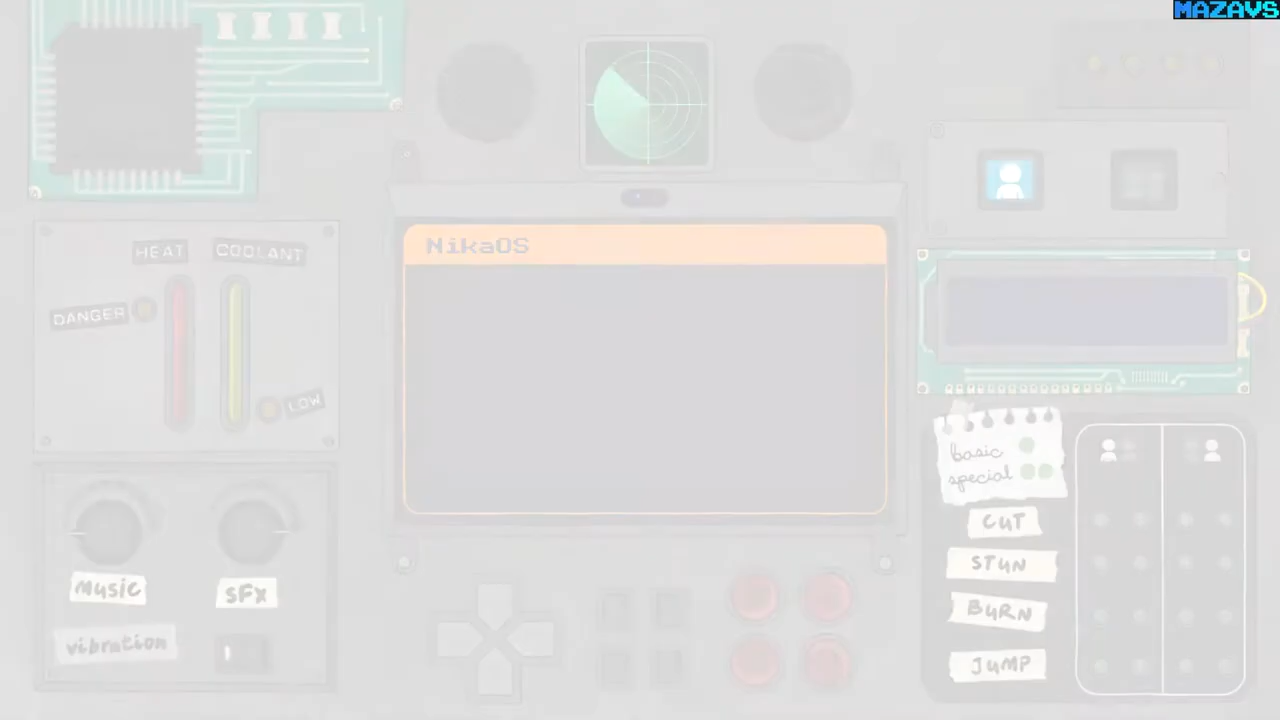 MAZAVS
NikaOS
HEAT
COOLANT
DANGER
LOW
basic
special
CUT
STUN
BURN
JUMP
music
sfx
vibration